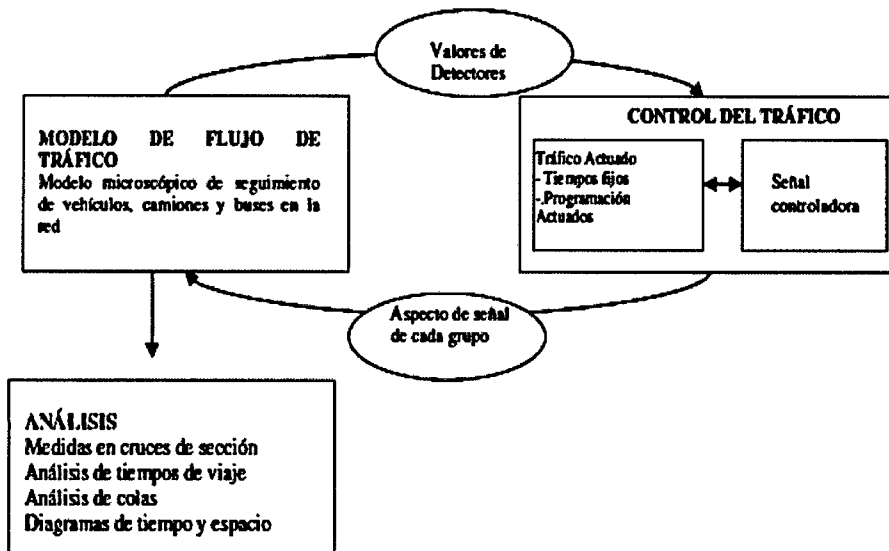 Valores de
Detectores
MODELO DE FLUJO DE
TRÁFICO
Modelo microscópico de seguimiento
de vehículos, camiones y buses en la
red
CONTROL DEL TRÁFICO
Tráfico Actuado
- Tiempos fijos
-.Programación
Actuados
Señal
controladora
Aspecto de señal
de cada grupo
ANÁLISIS
Medidas en cruces de sección
Análisis de tiempos de viaje
Análisis de colas
Diagramas de tiempo y espacio